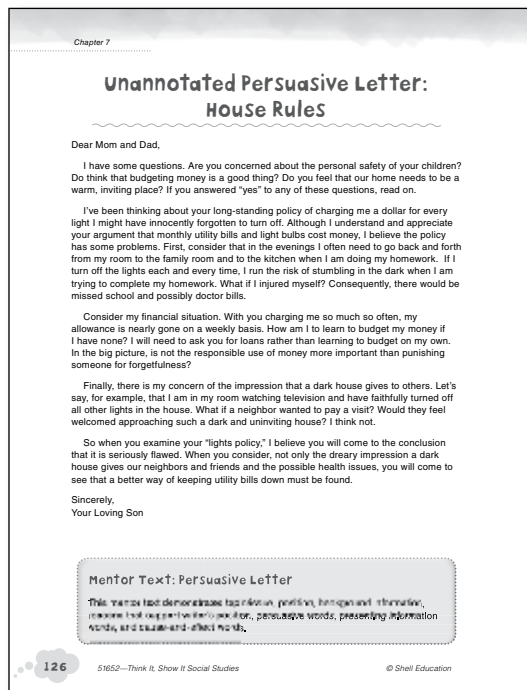 Chapter 7
Unannotated Persuasive Letter:
House Rules
Dear Mom and Dad,
I have some questions. Are you concerned about the personal safety of your children?
Do think that budgeting money is a good thing? Do you feel that our home needs to be a
warm, inviting place? If you answered “yes” to any of these questions, read on.
I’ve been thinking about your long-standing policy of charging me a dollar for every
light I might have innocently forgotten to turn off. Although I understand and appreciate
your argument that monthly utility bills and light bulbs cost money, I believe the policy
has some problems. First, consider that in the evenings I often need to go back and forth
from my room to the family room and to the kitchen when I am doing my homework. If I
turn off the lights each and every time, I run the risk of stumbling in the dark when I am
trying to complete my homework. What if I injured myself? Consequently, there would be
missed school and possibly doctor bills.
Consider my financial situation. With you charging me so much so often, my
allowance is nearly gone on a weekly basis. How am I to learn to budget my money if
I have none? I will need to ask you for loans rather than learning to budget on my own.
In the big picture, is not the responsible use of money more important than punishing
someone for forgetfulness?
Finally, there is my concern of the impression that a dark house gives to others. Let’s
say, for example, that I am in my room watching television and have faithfully turned off
all other lights in the house. What if a neighbor wanted to pay a visit? Would they feel
welcomed approaching such a dark and uninviting house? I think not.
So when you examine your “lights policy,” I believe you will come to the conclusion
that it is seriously flawed. When you consider, not only the dreary impression a dark
house gives our neighbors and friends and the possible health issues, you will come to
see that a better way of keeping utility bills down must be found.
Sincerely,
Your Loving Son
Mentor Text: Persuasive Letter
This mentor text demonstrates position, background information,
reasons that support writer’s position, persuasive words, presenting information
words, and cause-and-effect words.
126
51652—Think It, Show It Social Studies
© Shell Education